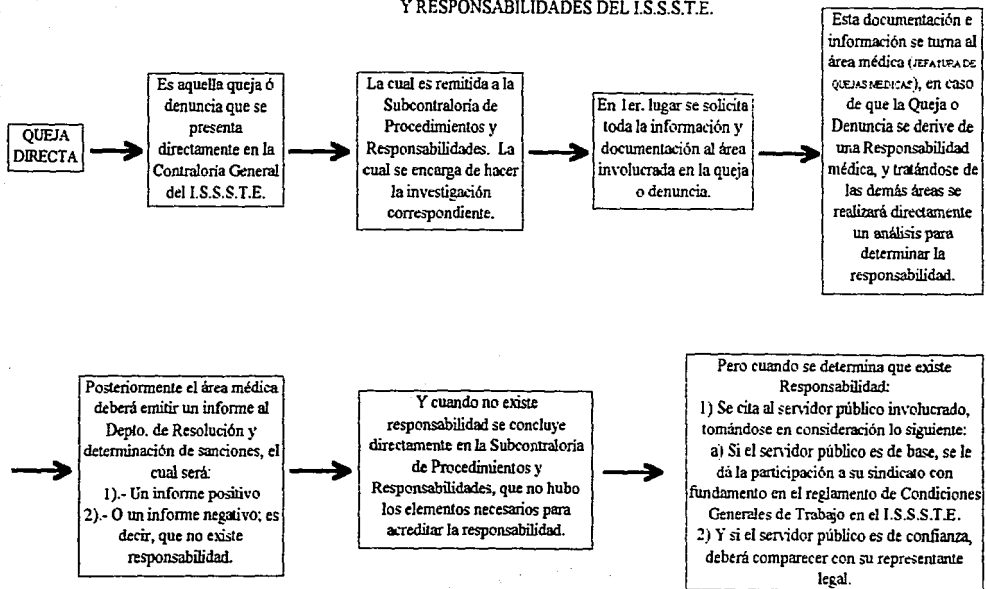 Y RESPONSABILIDADES DEL I.S.S.S.T.E.
QUEJA
DIRECTA
Es aquella queja ó
denuncia que se
presenta
directamente en la
Contraloría General
del I.S.S.S.T.E.
La cual es remitida a la
Subcontraloría de
Procedimientos y
Responsabilidades. La
cual se encarga de hacer
la investigación
correspondiente.
En 1er. lugar se solicita
toda la información y
documentación al área
involucrada en la queja
o denuncia.
Esta documentación e
información se turna al
área médica (JEFATURA DE
QUEJAS MEDICAS), en caso
de que la Queja o
Denuncia se derive de
una Responsabilidad
médica, y tratándose de
las demás áreas se
realizará directamente
un análisis para
determinar la
responsabilidad.
Posteriormente el área médica
deberá emitir un informe al
Depto. de Resolución y
determinación de sanciones, el
cual será:
1).- Un informe positivo
2).- O un informe negativo; es
decir, que no existe
responsabilidad.
Y cuando no existe
responsabilidad se concluye
directamente en la Subcontraloría
de Procedimientos y
Responsabilidades, que no hubo
los elementos necesarios para
acreditar la responsabilidad.
Pero cuando se determina que existe
Responsabilidad:
1) Se cita al servidor público involucrado,
tomándose en consideración lo siguiente:
a) Si el servidor público es de base, se le
dá la participación a su sindicato con
fundamento en el reglamento de Condiciones
Generales de Trabajo en el I.S.S.S.T.E.
2) Y si el servidor público es de confianza,
deberá comparecer con su representante
legal.